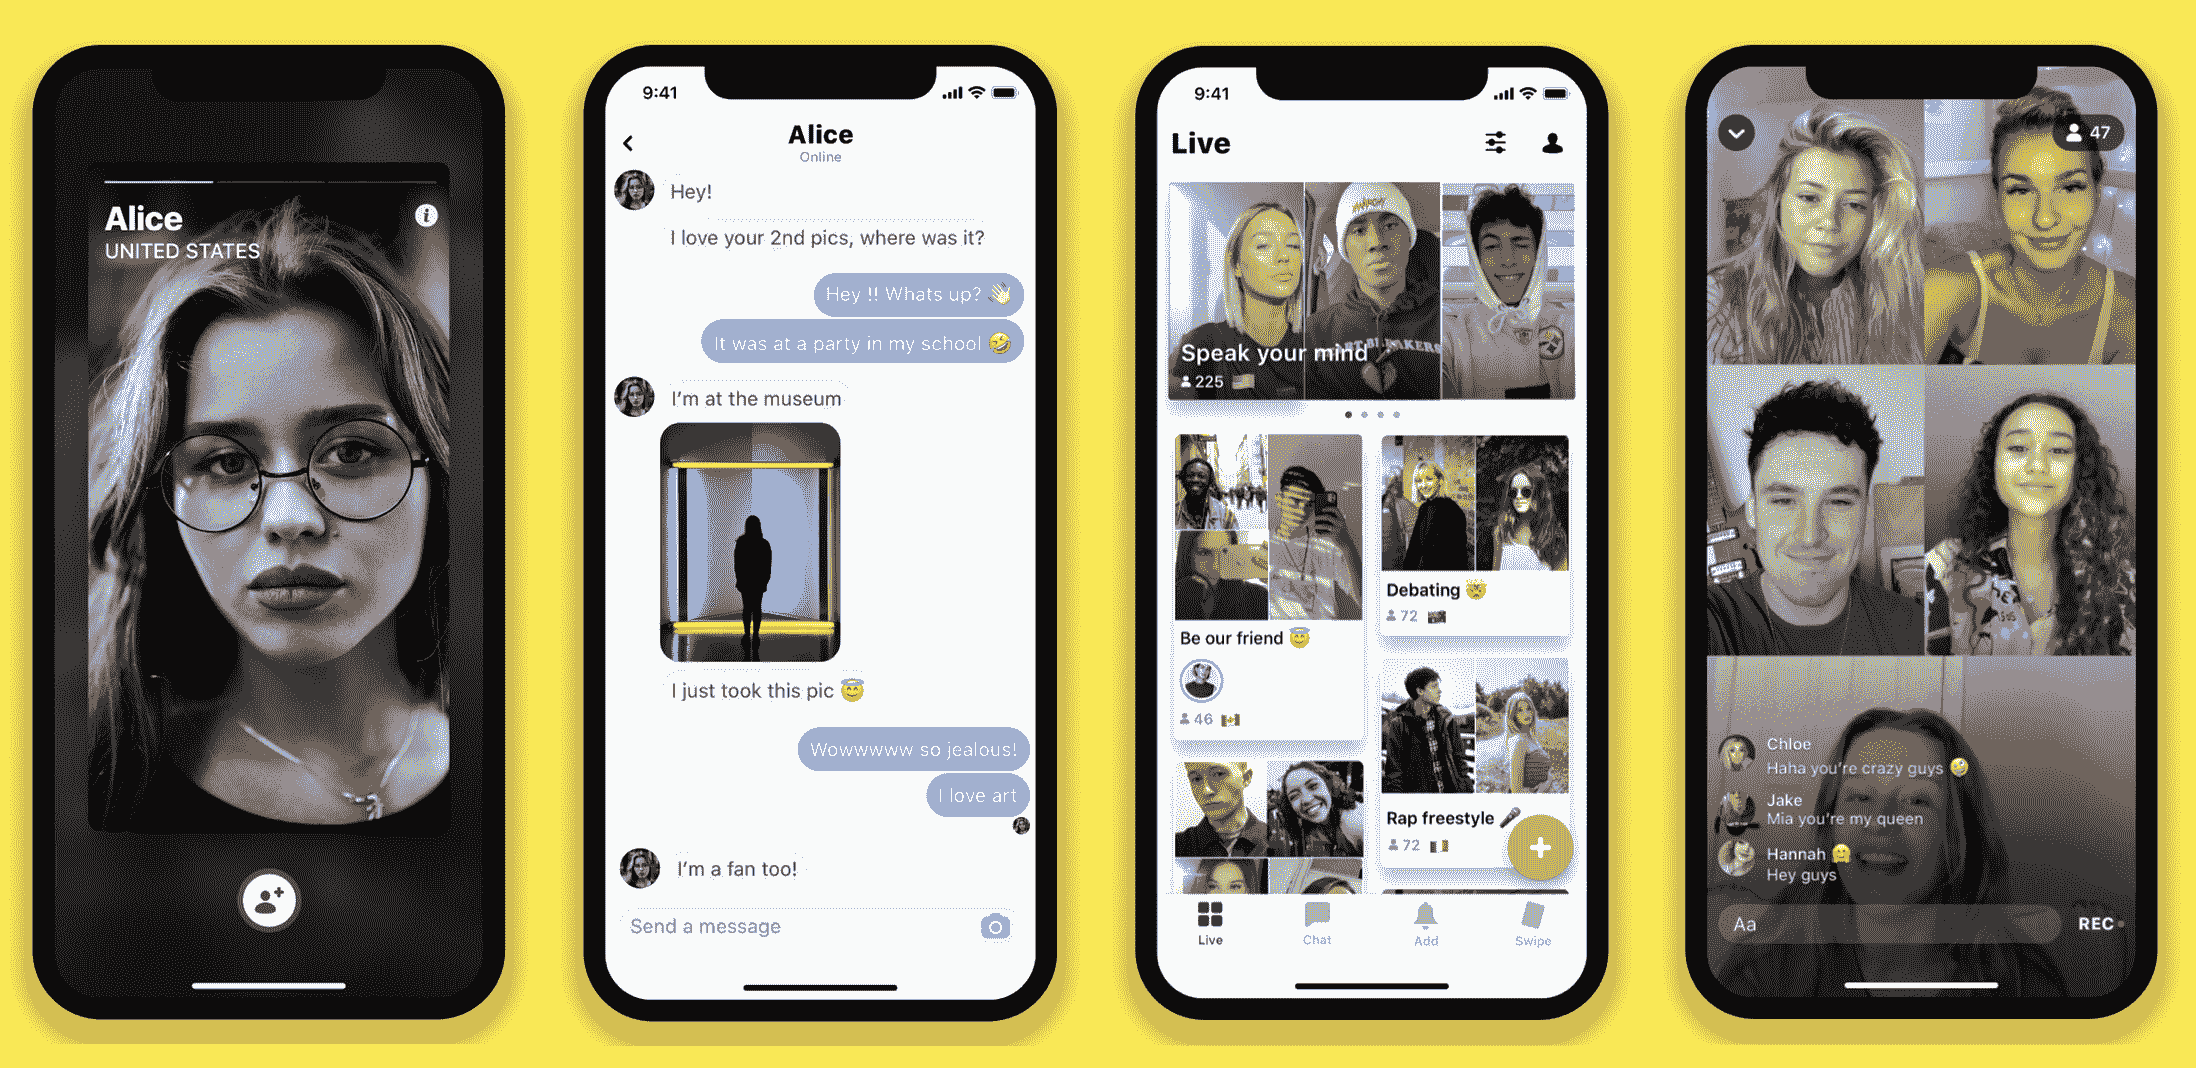 Alice
UNITED STATES
9:41
Alice
Online
Hey!
I love your 2nd pics, where was it?
Hey !! Whats up? 👋
It was at a party in my school 🤣
I'm at the museum
I just took this pic 😇
Wowwwww so jealous!
I love art
I'm a fan too!
Send a message
9:41
Live
Speak your mind
225
Be our friend 😇
46
Debating 🤯
72
Rap freestyle 🎤
72
Live
Chat
Add
Swipe
47
Chloe
Haha you're crazy guys 🤪
Jake
Mia you're my queen
Hannah 🤗
Hey guys
Aa
REC